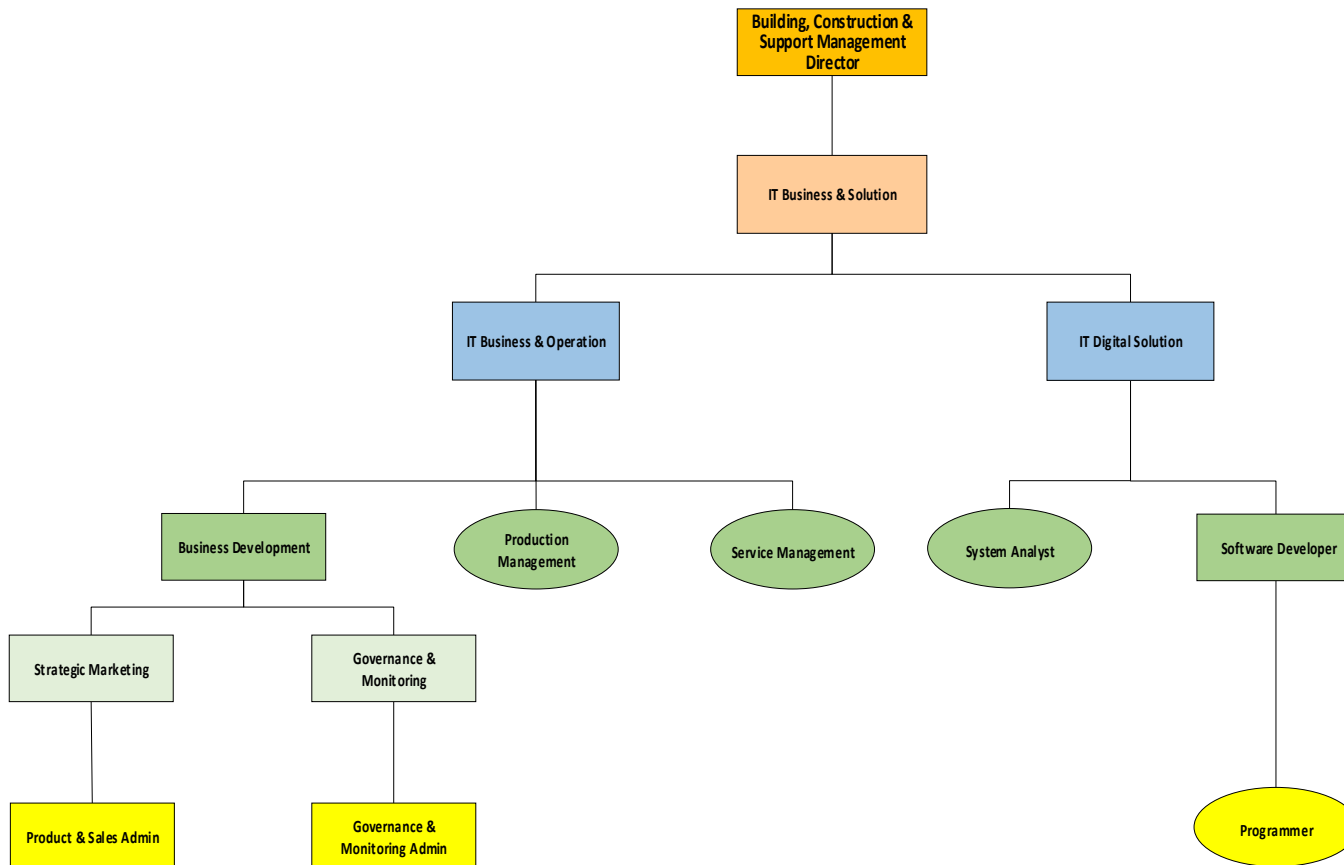 Building, Construction &
Support Management
Director
IT Business & Solution
IT Business & Operation
IT Digital Solution
Business Development
Production
Management
Service Management
System Analyst
Software Developer
Strategic Marketing
Governance &
Monitoring
Product & Sales Admin
Governance &
Monitoring Admin
Programmer